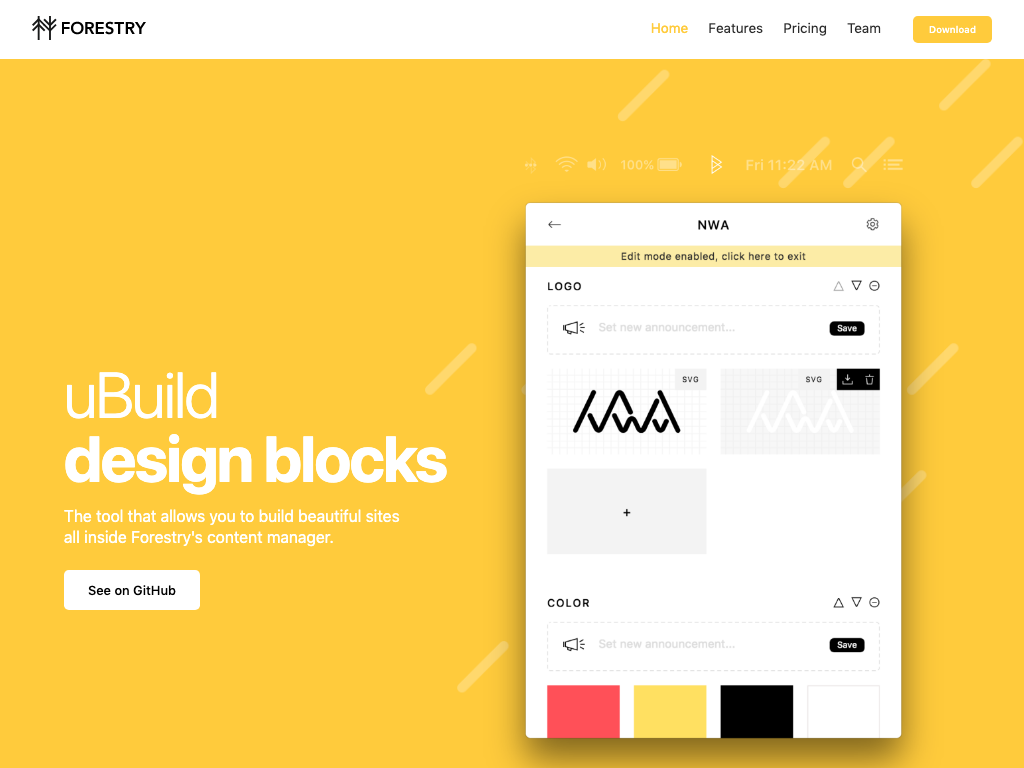 FORESTRY
Home Features Pricing Team Download
100% Fri 11:22 AM
NWA
Edit mode enabled, click here to exit
LOGO
Set new announcement... Save
SVG SVG
+
uBuild
design blocks
The tool that allows you to build beautiful sites
all inside Forestry's content manager.
See on GitHub
COLOR
Set new announcement... Save